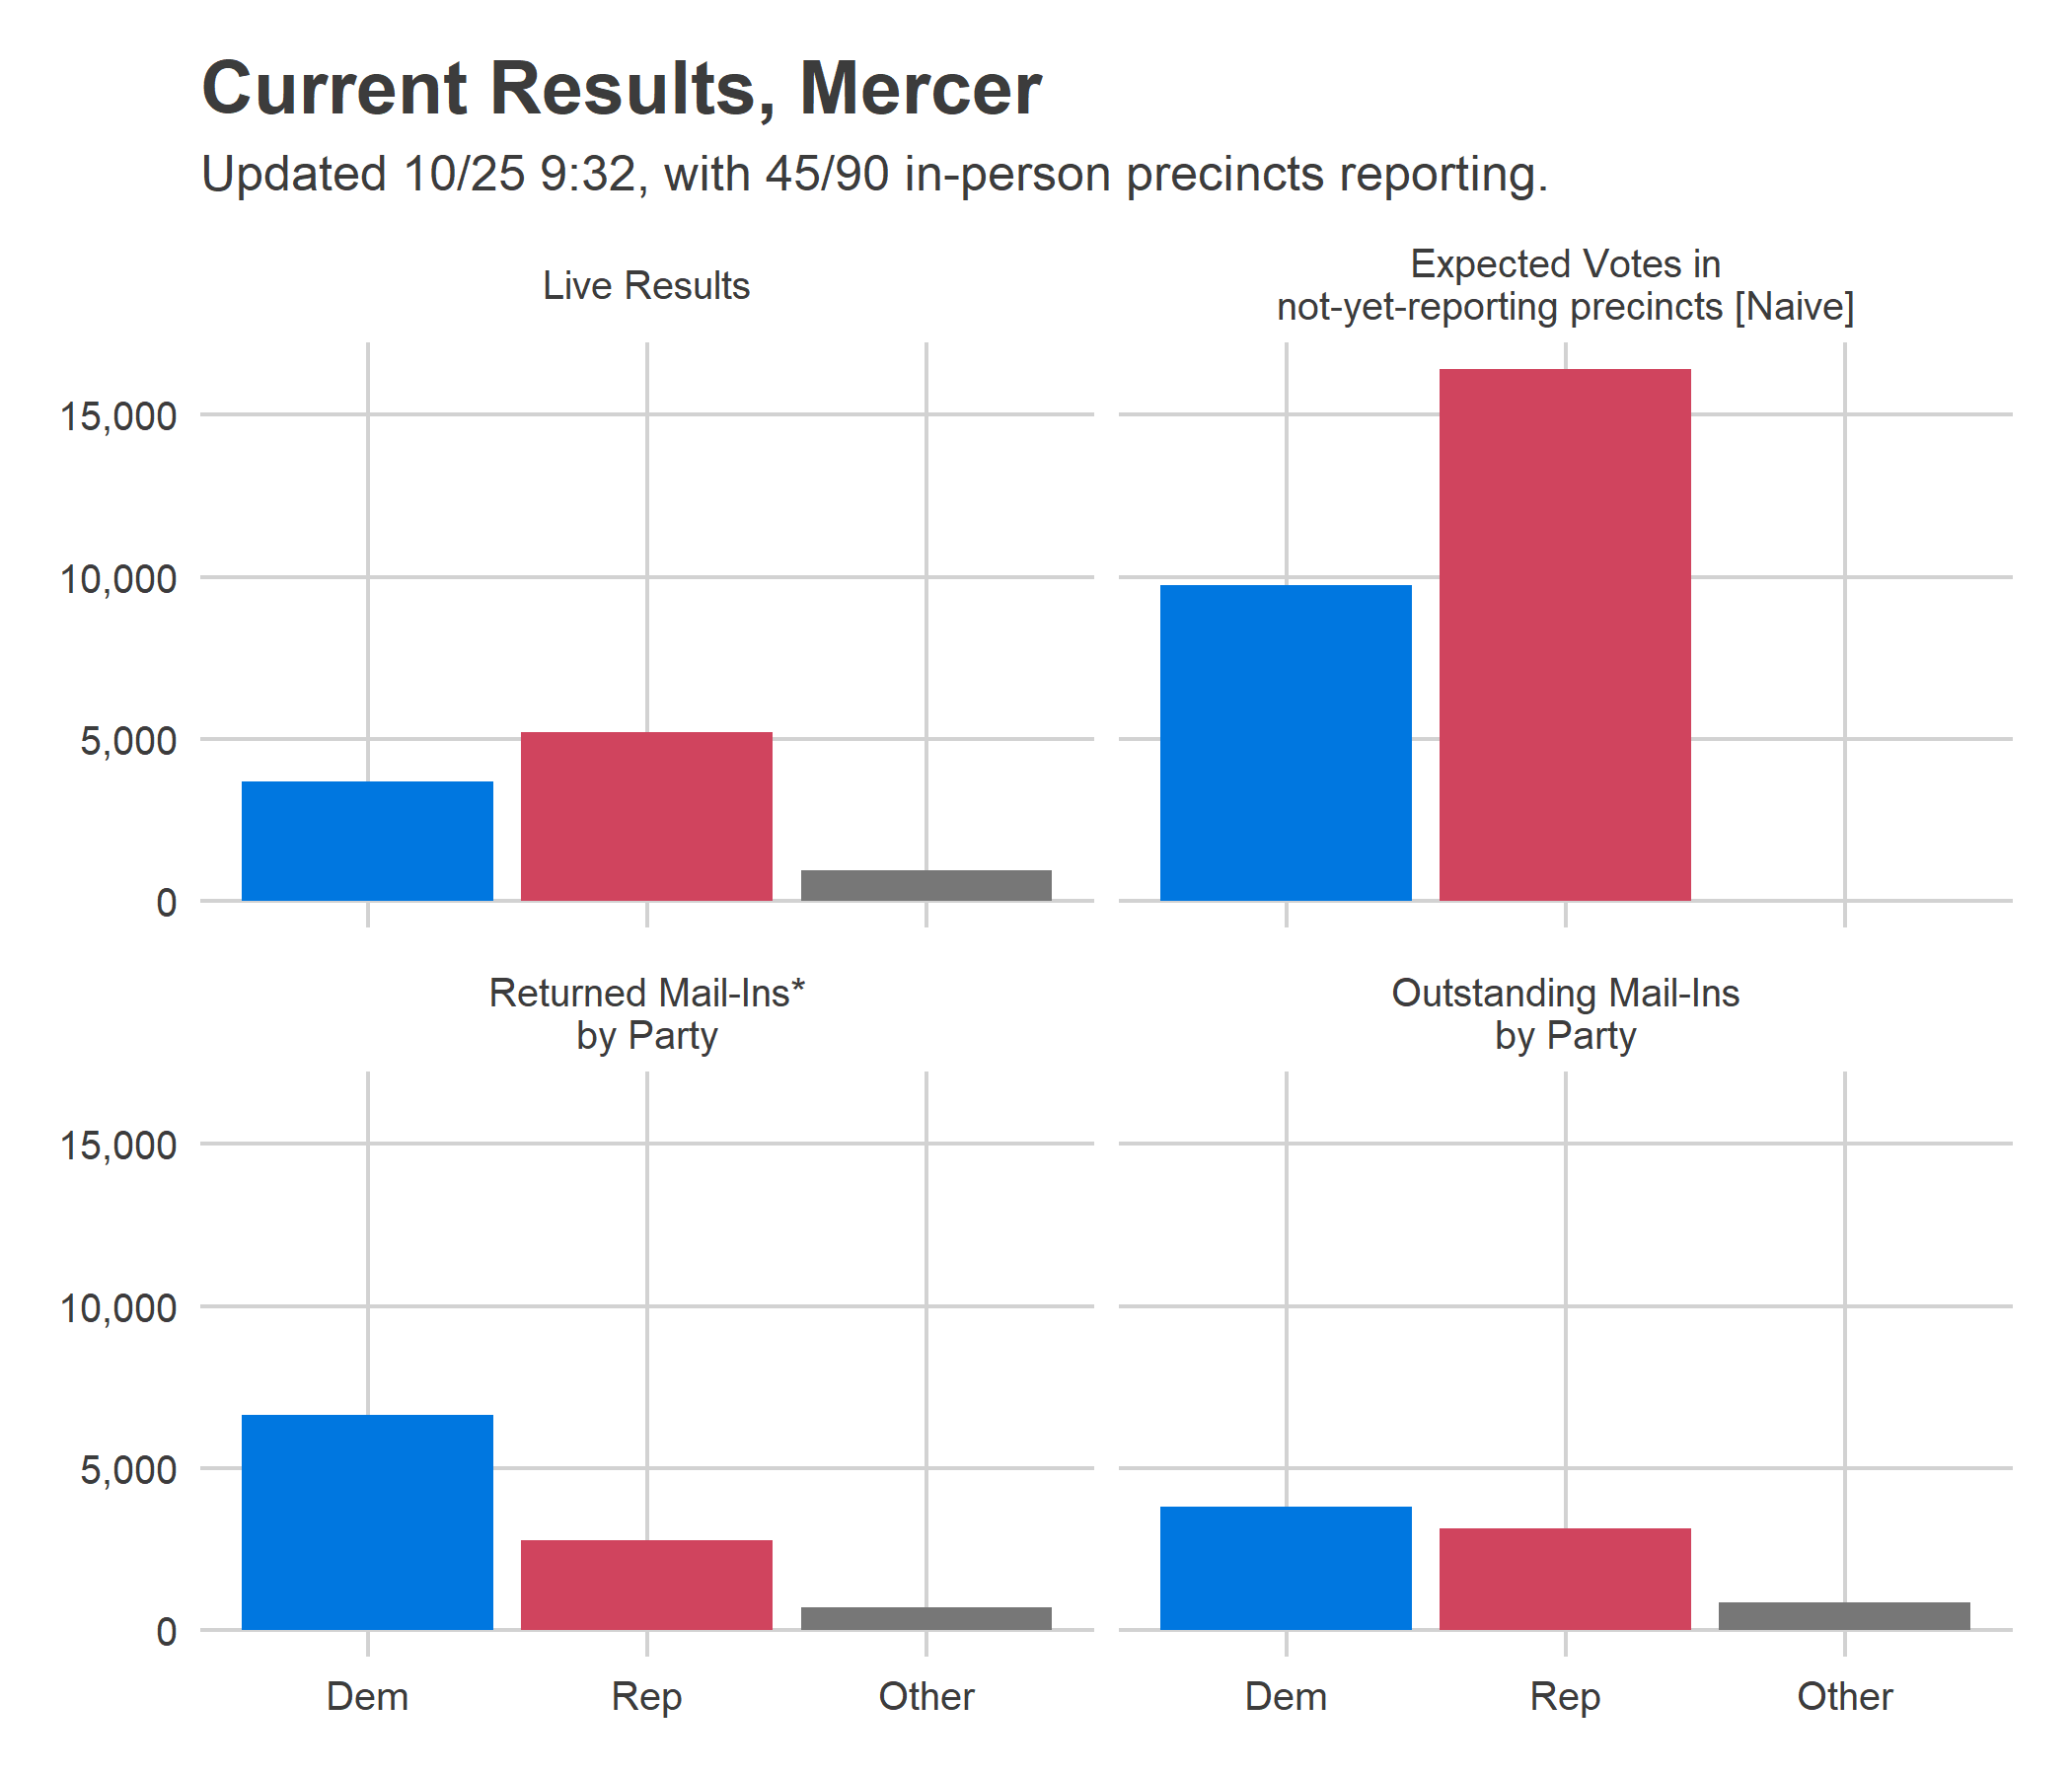 Current Results, Mercer
Updated 10/25 9:32, with 45/90 in-person precincts reporting.
Live Results
Expected Votes in
not-yet-reporting precincts [Naive]
15,000
10,000
5,000
0
Returned Mail-Ins*
by Party
Outstanding Mail-Ins
by Party
15,000
10,000
5,000
0
Dem
Rep
Other
Dem
Rep
Other